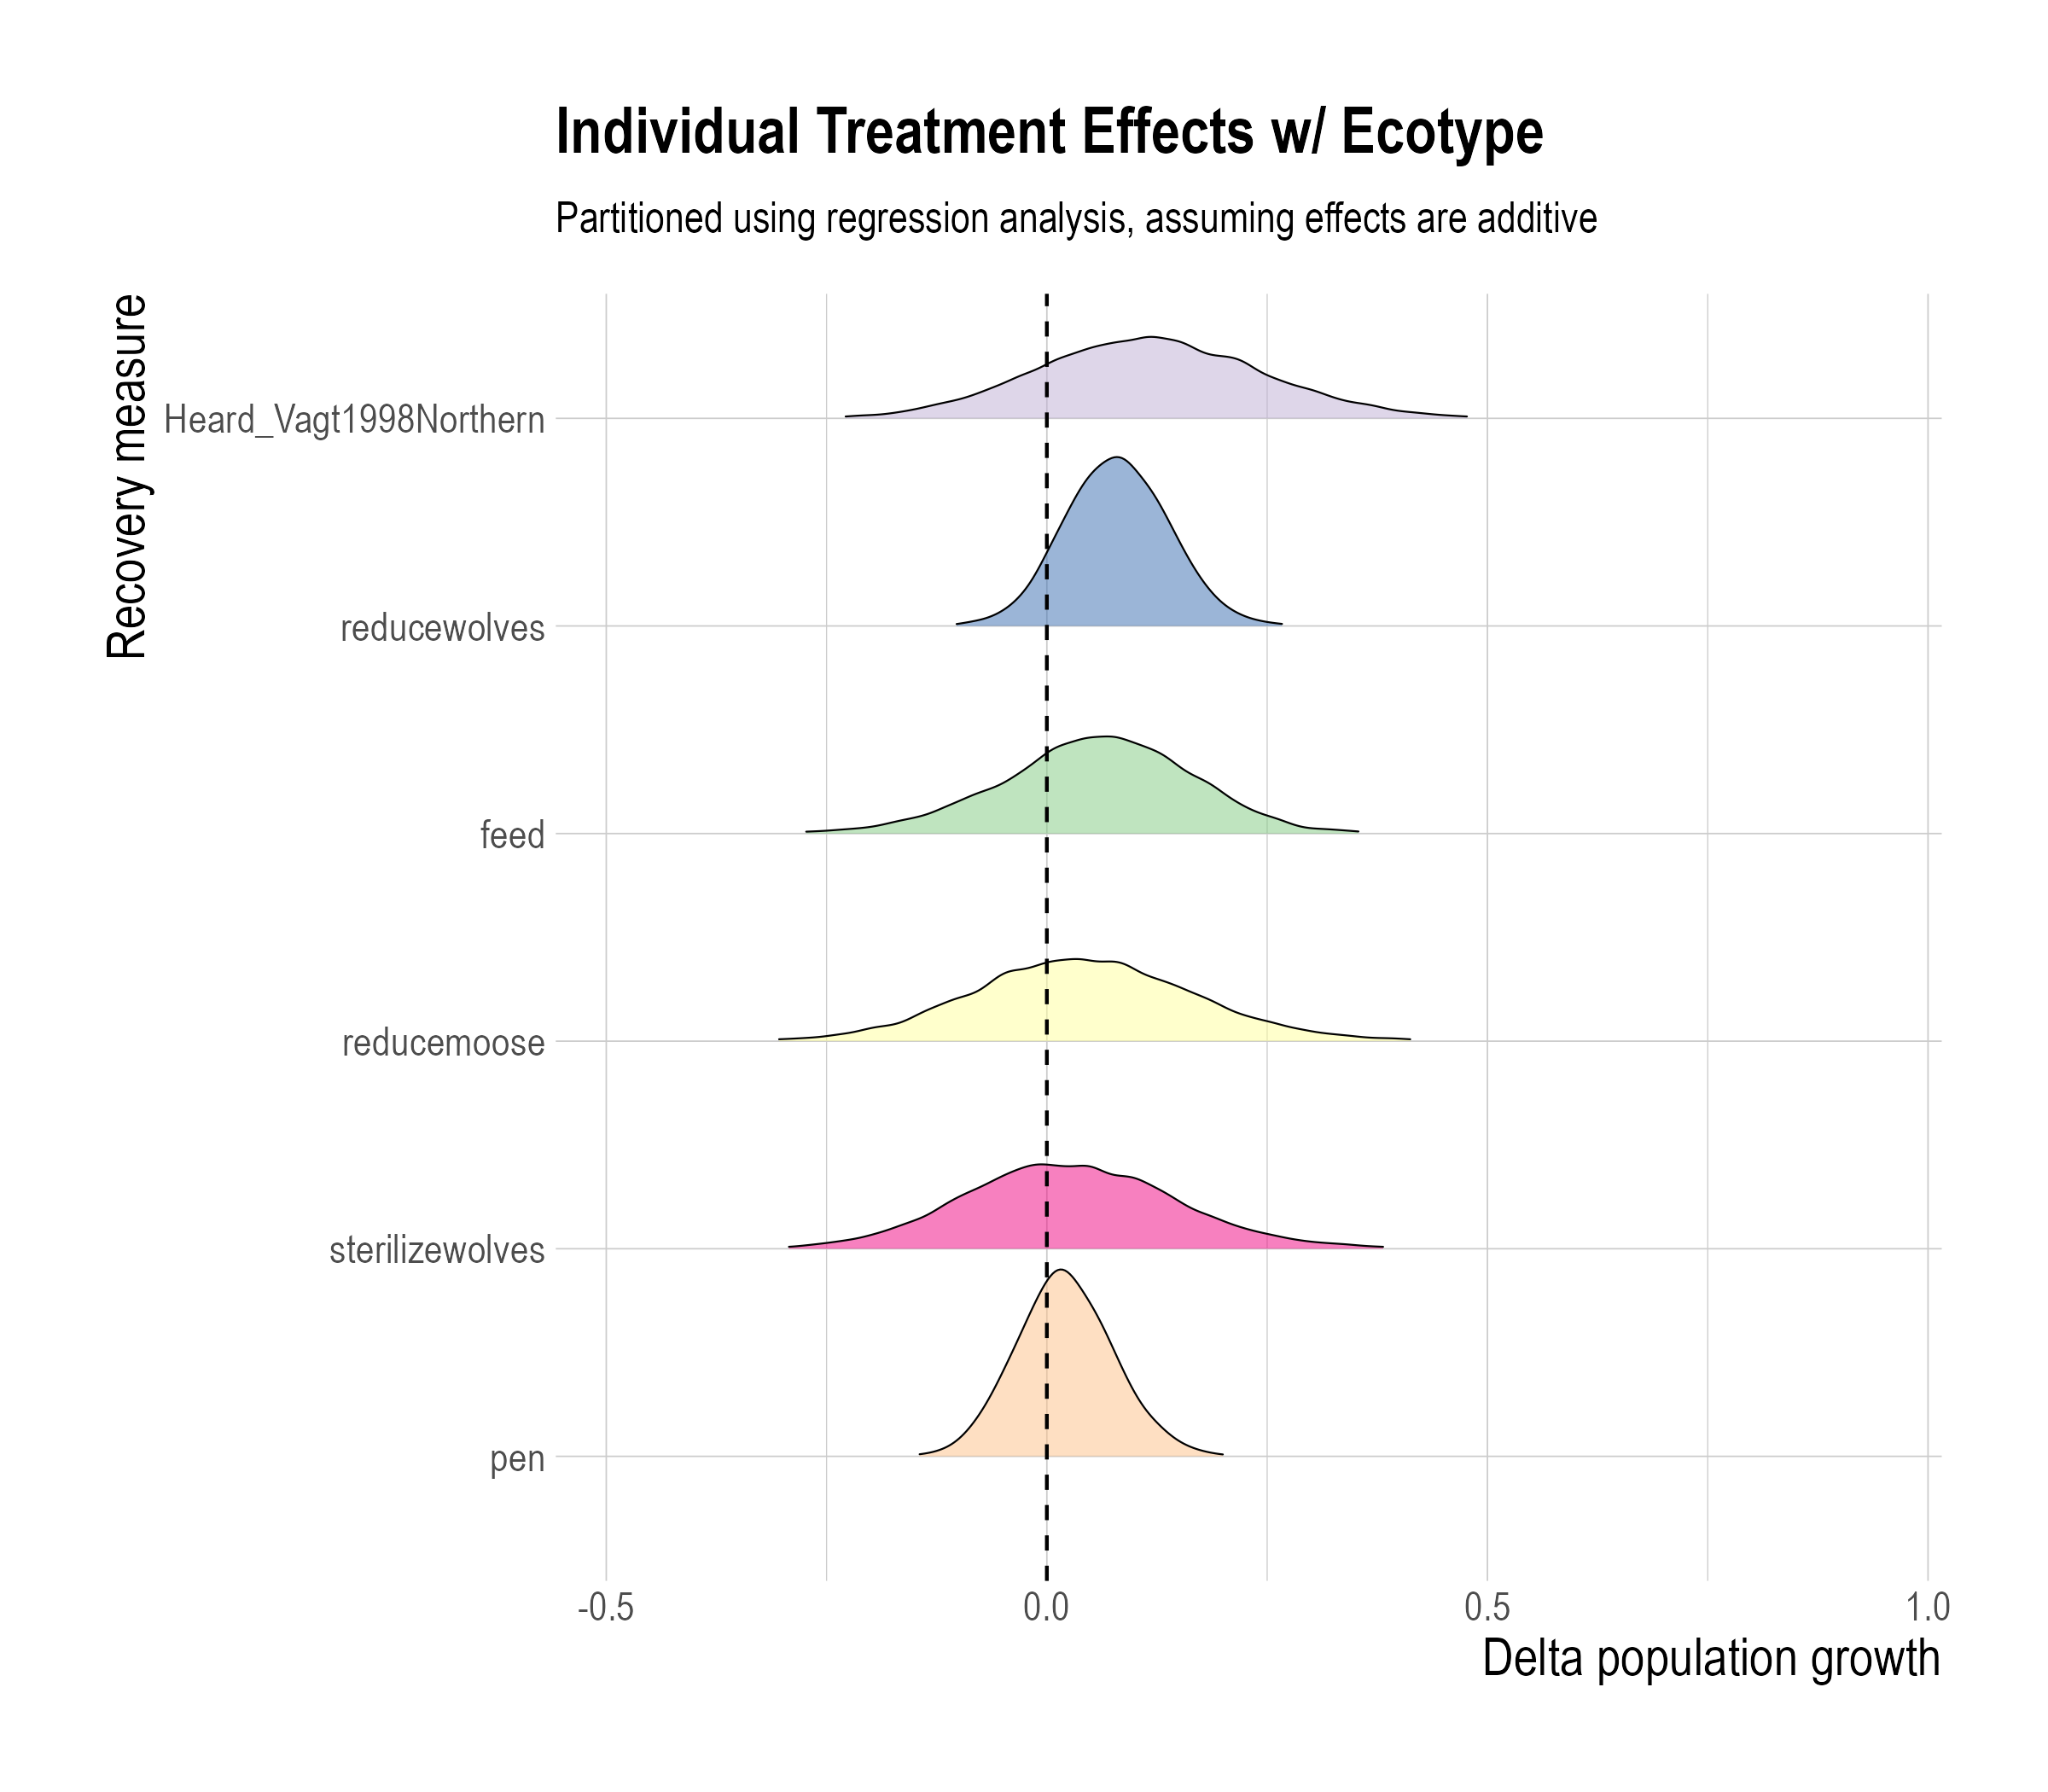 Individual Treatment Effects w/ Ecotype
Partitioned using regression analysis, assuming effects are additive
Recovery measure
Heard_Vagt1998Northern
reducewolves
feed
reducemoose
sterilizewolves
pen
-0.5 0.0 0.5 1.0
Delta population growth